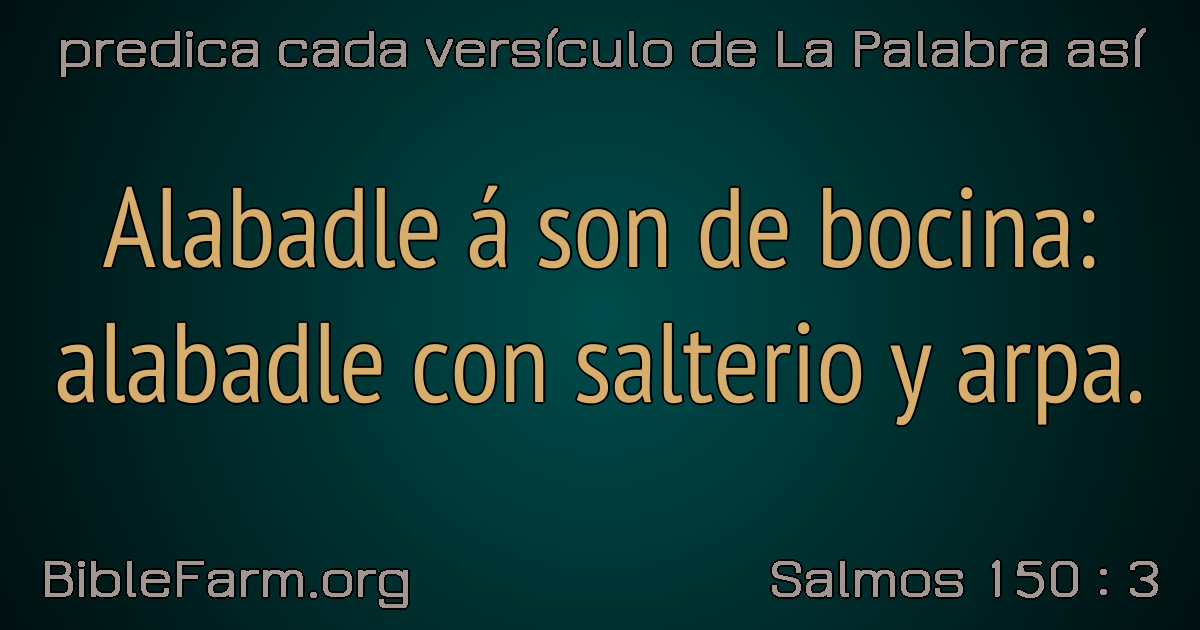 predica cada versículo de La Palabra así
Alabadle á son de bocina:
alabadle con salterio y arpa.
BibleFarm.org
Salmos 150 : 3